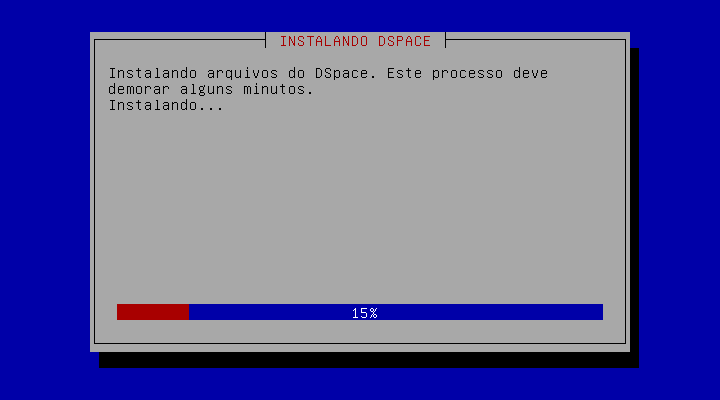 INSTALANDO DSPACE
Instalando arquivos do DSpace. Este processo deve
demorar alguns minutos.
Instalando...
15%